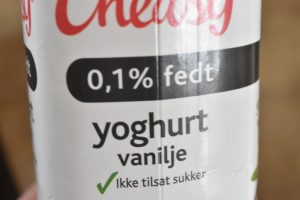 Cheasy
0,1% fedt
yoghurt
vanilje
✓Ikke tilsat sukker